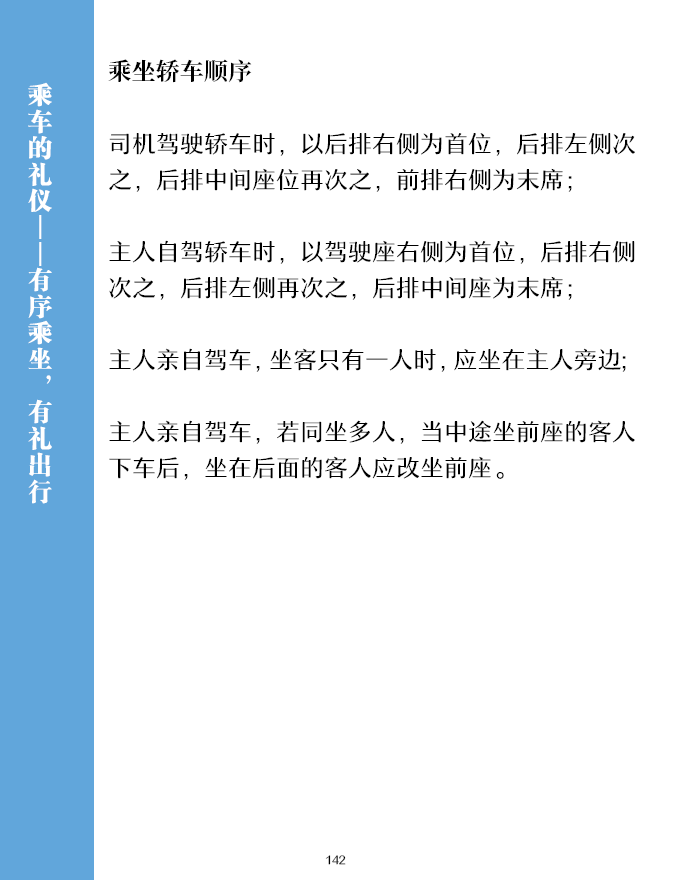 乘车的礼仪——有序乘坐，有礼出行
乘坐轿车顺序
司机驾驶轿车时，以后排右侧为首位，后排左侧次
之，后排中间座位再次之，前排右侧为末席；
主人自驾轿车时，以驾驶座右侧为首位，后排右侧
次之，后排左侧再次之，后排中间座为末席；
主人亲自驾车，坐客只有一人时，应坐在主人旁边；
主人亲自驾车，若同坐多人，当中途坐前座的客人
下车后，坐在后面的客人应改坐前座。
142